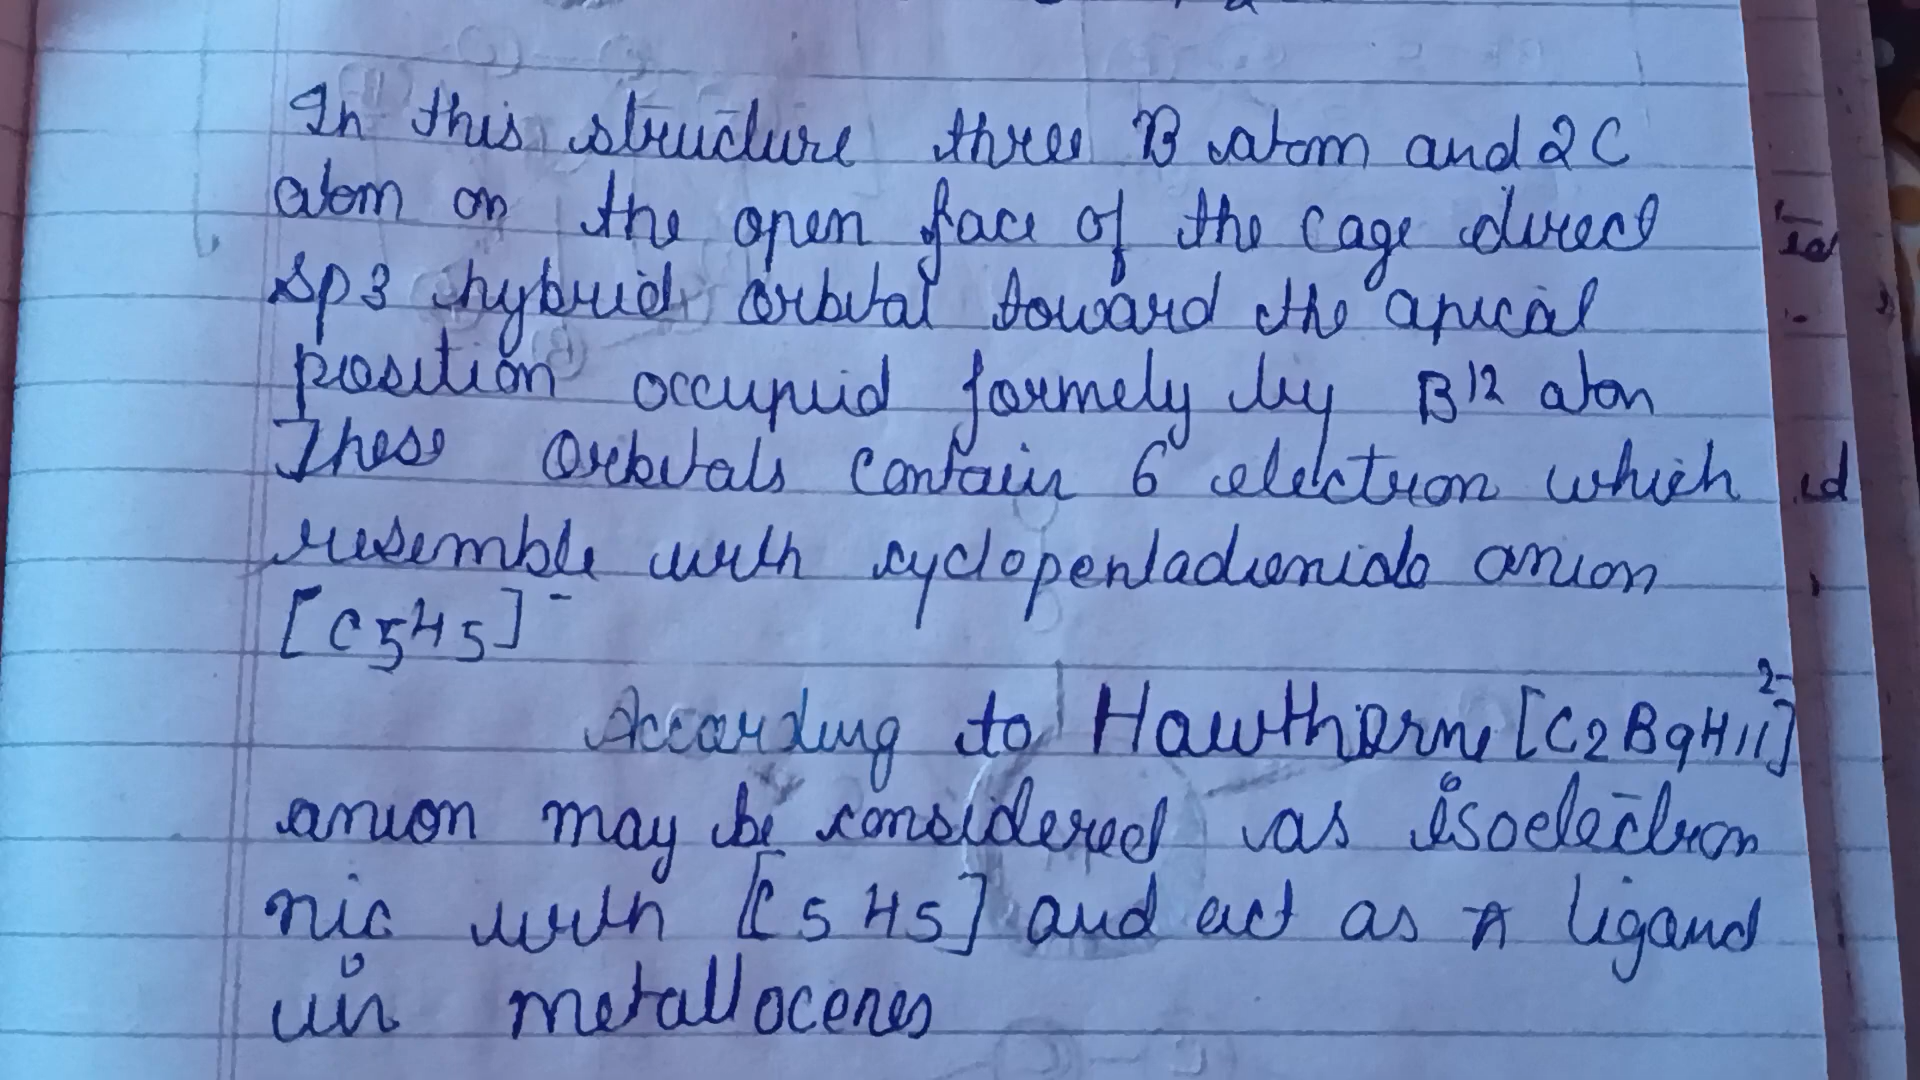 In this structure three B atom and 2C
atom on the open face of the cage direct
sp3 hybrid orbital toward the apical
position occupied formely by B12 aton
These orbitals contain 6 electron which
resemble with cyclopentadienide anion
[C5H5]-
According to Hawthorne [C2B9H11]2-
anion may be considered as isoelectron
nic with [C5H5] and act as π ligand
in metallocenes